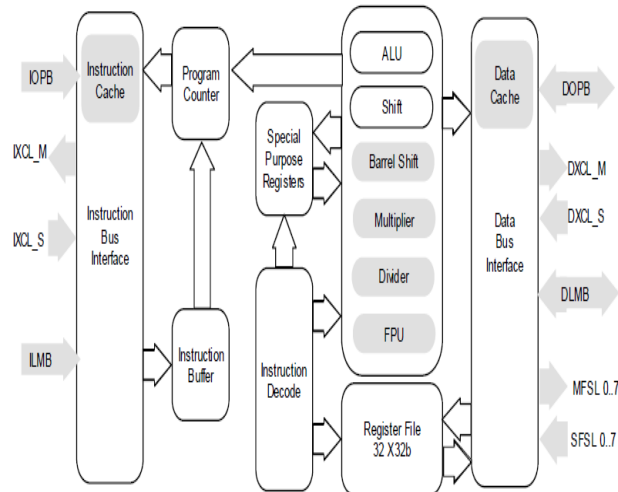 IOPB
IXCL_M
IXCL_S
ILMB
Instruction
Cache
Instruction
Bus
Interface
Program
Counter
Instruction
Buffer
Special
Purpose
Registers
Instruction
Decode
ALU
Shift
Barrel Shift
Multiplier
Divider
FPU
Register File
32 X32b
Data
Cache
Data
Bus
Interface
DOPB
DXCL_M
DXCL_S
DLMB
MFSL 0..7
SFSL 0..7